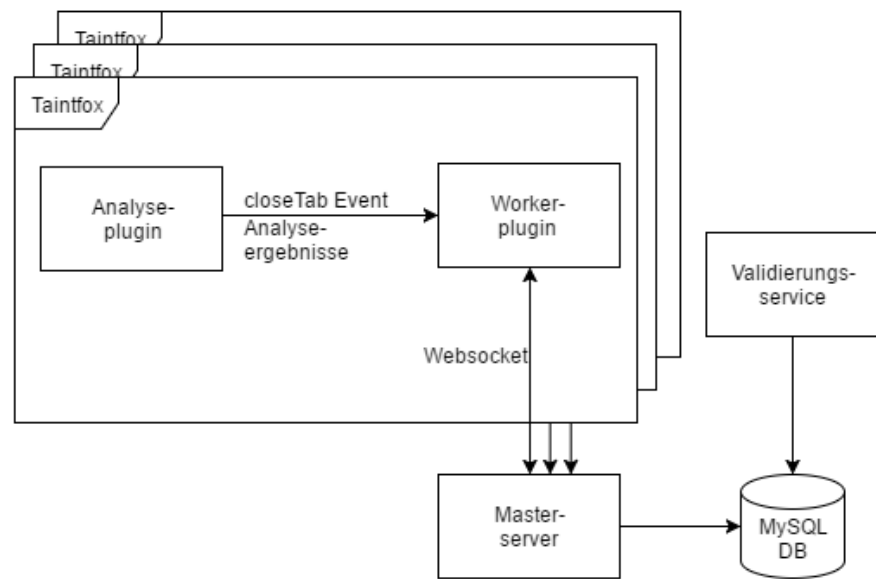 Taintfox
Taintfox
Taintfox
Analyse-
plugin
closeTab Event
Analyse-
ergebnisse
Worker-
plugin
Validierungs-
service
Websocket
Master-
server
MySQL
DB